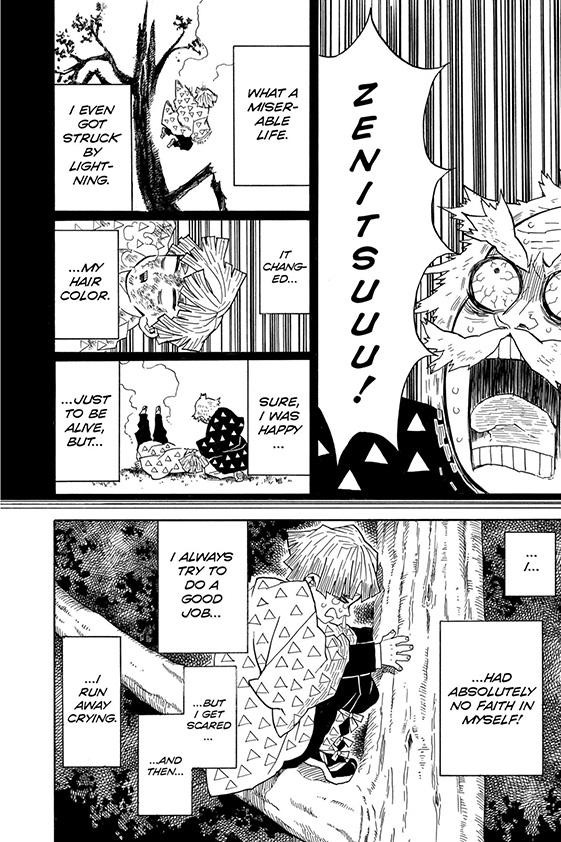 ZENITSUUU!
WHAT A
MISER-
ABLE
LIFE.
I EVEN
GOT
STRUCK
BY
LIGHT-
NING.
IT
CHANG-
ED...
...MY
HAIR
COLOR.
SURE,
I WAS
HAPPY
...
...JUST
TO BE
ALIVE,
BUT...
...
I...
...HAD
ABSOLUTELY
NO FAITH IN
MYSELF!
I ALWAYS
TRY TO
DO A
GOOD
JOB...
...BUT
I GET
SCARED
...
...AND
THEN...
...I
RUN
AWAY
CRYING.